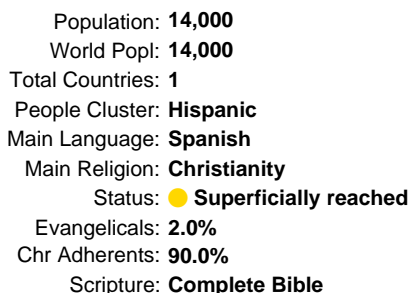 Population: 14,000
World Popl: 14,000
Total Countries: 1
People Cluster: Hispanic
Main Language: Spanish
Main Religion: Christianity
Status: Superficially reached
Evangelicals: 2.0%
Chr Adherents: 90.0%
Scripture: Complete Bible